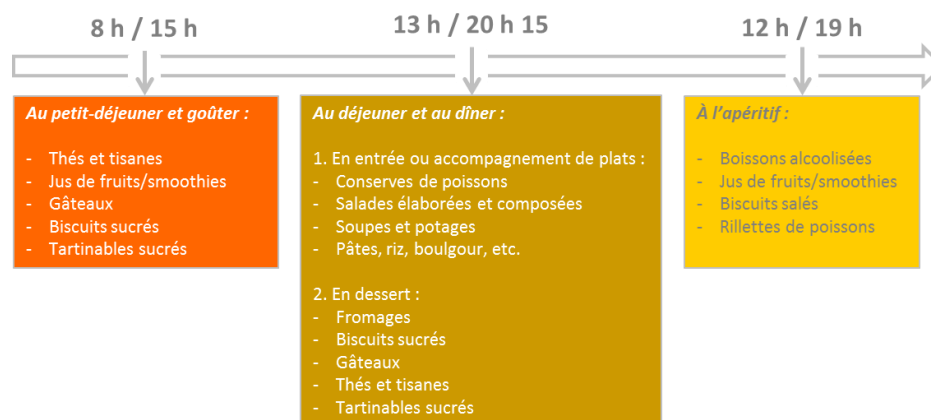 8 h / 15 h
Au petit-déjeuner et goûter :
- Thés et tisanes
- Jus de fruits/smoothies
- Gâteaux
- Biscuits sucrés
- Tartinables sucrés
13 h / 20 h 15
Au déjeuner et au dîner :
1. En entrée ou accompagnement de plats :
- Conserves de poissons
- Salades élaborées et composées
- Soupes et potages
- Pâtes, riz, boulgour, etc.
2. En dessert :
- Fromages
- Biscuits sucrés
- Gâteaux
- Thés et tisanes
- Tartinables sucrés
12 h / 19 h
À l’apéritif :
- Boissons alcoolisées
- Jus de fruits/smoothies
- Biscuits salés
- Rillettes de poissons